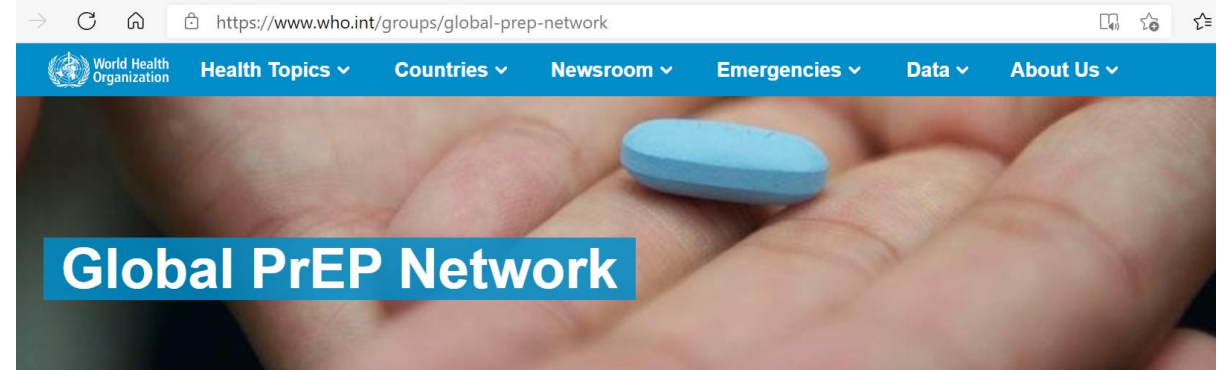 https://www.who.int/groups/global-prep-network
World Health Organization
Health Topics Countries Newsroom Emergencies Data About Us
Global PrEP Network